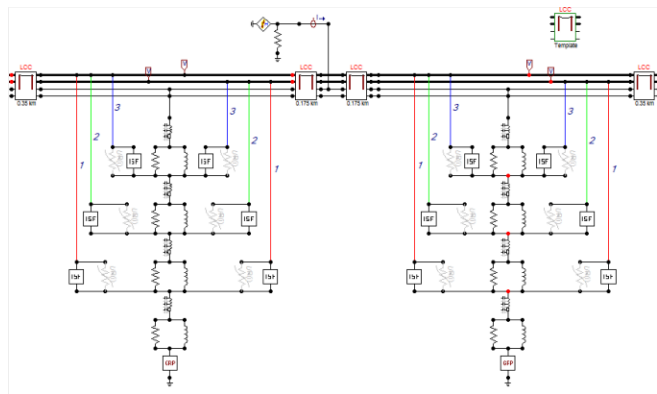 LCC
I
Template
LCC LCC LCC LCC
V V V V
0.35 km 0.175 km 0.175 km 0.35 km
3 3 3 3
2 2 2 2
1 1 1 1
ISF ISF ISF ISF
ISF ISF ISF ISF
ISF ISF ISF ISF